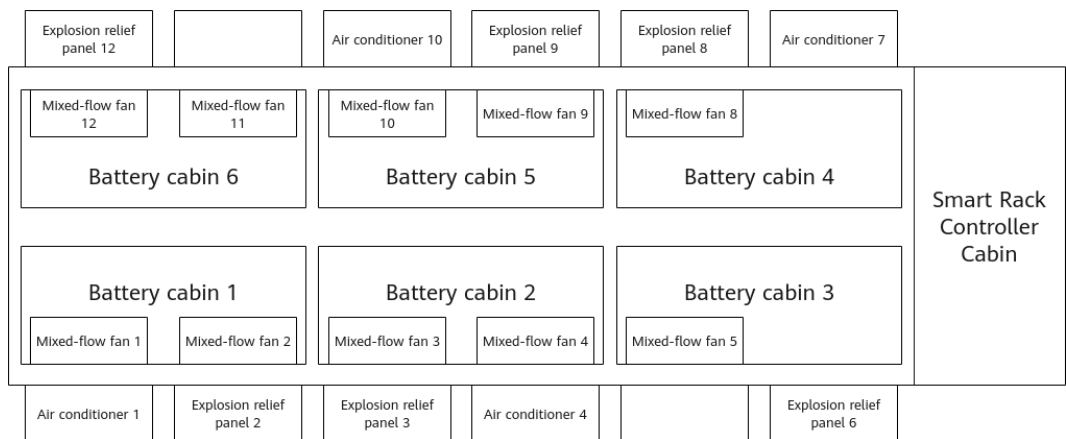 Explosion relief
panel 12
Air conditioner 10
Explosion relief
panel 9
Explosion relief
panel 8
Air conditioner 7
Mixed-flow fan
12
Mixed-flow fan
11
Mixed-flow fan
10
Mixed-flow fan 9
Mixed-flow fan 8
Battery cabin 6
Battery cabin 5
Battery cabin 4
Smart Rack
Controller
Cabin
Battery cabin 1
Battery cabin 2
Battery cabin 3
Mixed-flow fan 1
Mixed-flow fan 2
Mixed-flow fan 3
Mixed-flow fan 4
Mixed-flow fan 5
Air conditioner 1
Explosion relief
panel 2
Explosion relief
panel 3
Air conditioner 4
Explosion relief
panel 6